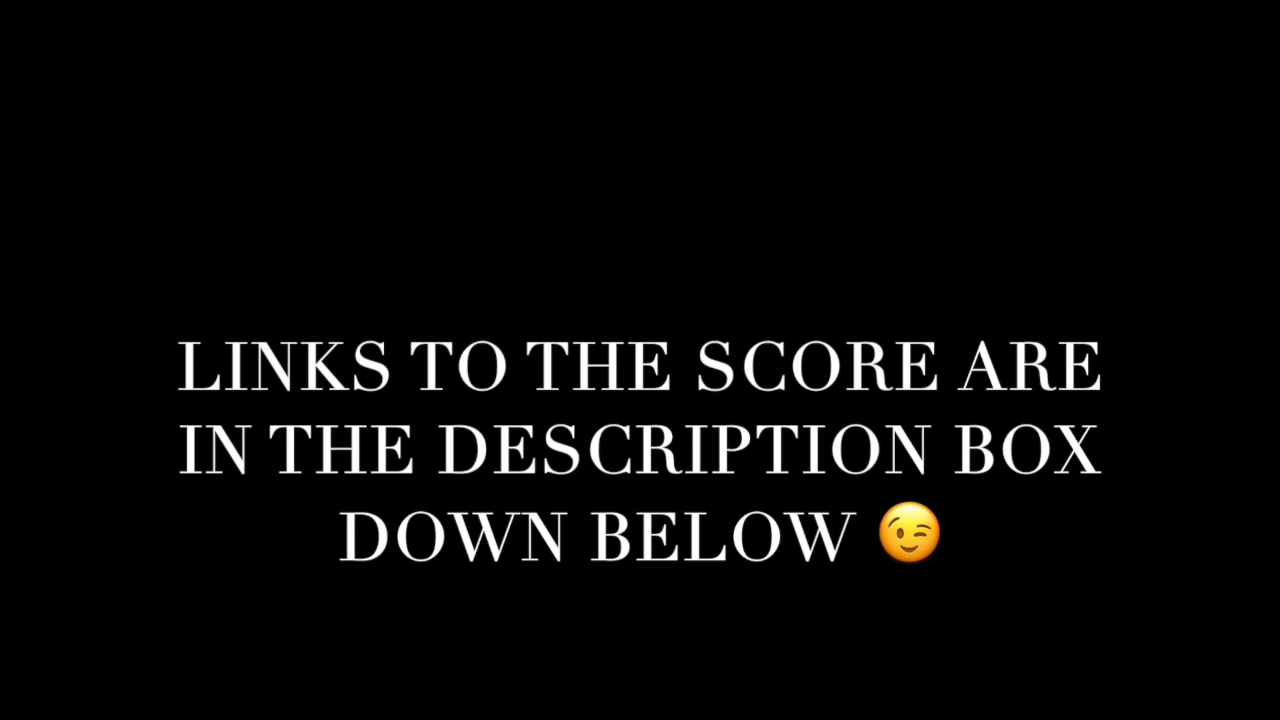 LINKS TO THE SCORE ARE
IN THE DESCRIPTION BOX
DOWN BELOW 😉